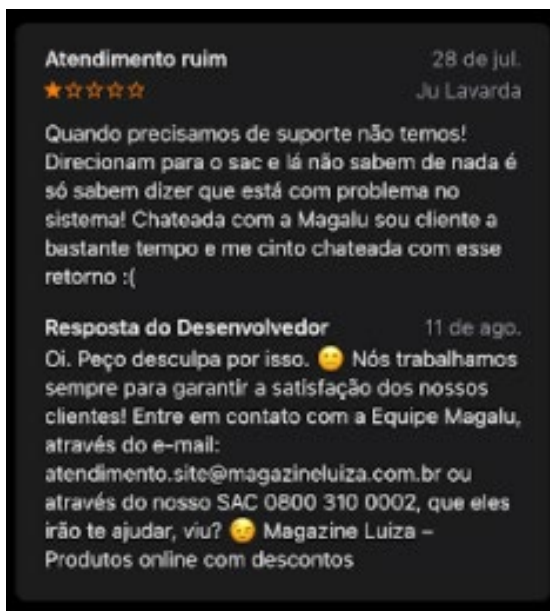 Atendimento ruim 28 de jul.
★☆☆☆☆ Ju Lavarda
Quando precisamos de suporte não temos!
Direcionam para o sac e lá não sabem de nada é
só sabem dizer que está com problema no
sistema! Chateada com a Magalu sou cliente a
bastante tempo e me cinto chateada com esse
retorno :(
Resposta do Desenvolvedor 11 de ago.
Oi. Peço desculpa por isso. 😕 Nós trabalhamos
sempre para garantir a satisfação dos nossos
clientes! Entre em contato com a Equipe Magalu,
através do e-mail:
atendimento.site@magazineluiza.com.br ou
através do nosso SAC 0800 310 0002, que eles
irão te ajudar, viu? 😉 Magazine Luiza –
Produtos online com descontos